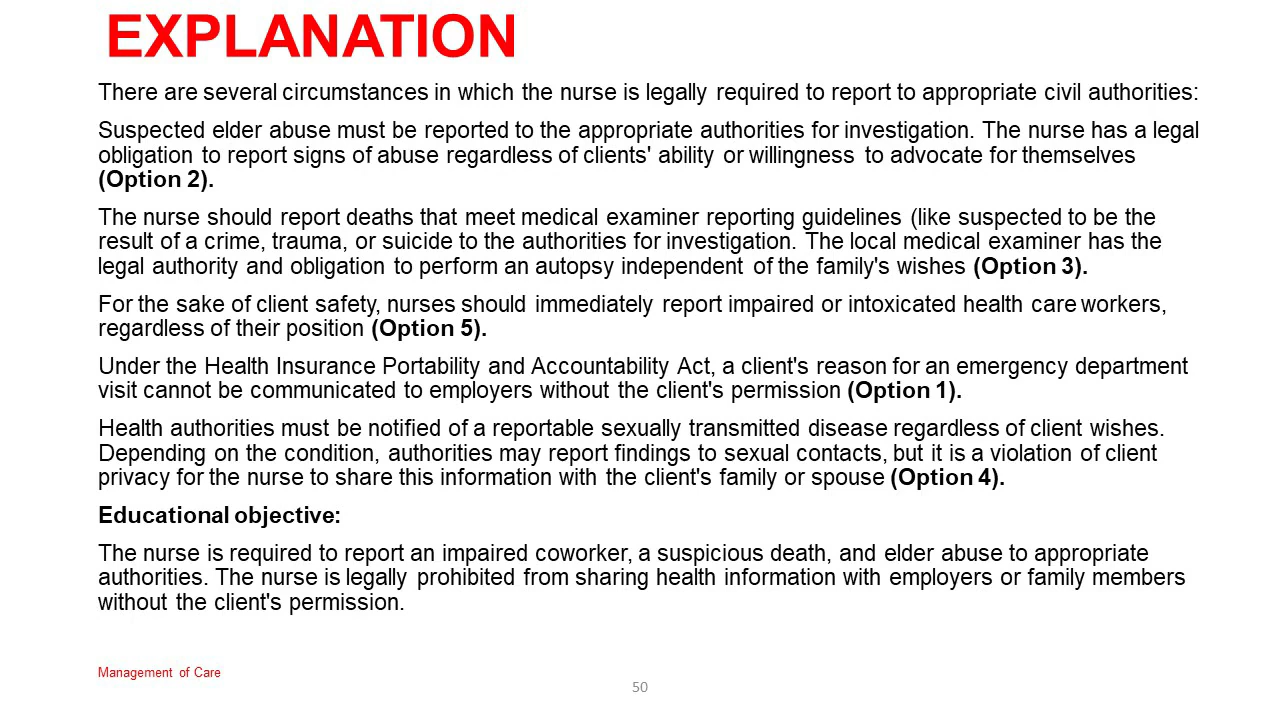 EXPLANATION
There are several circumstances in which the nurse is legally required to report to appropriate civil authorities:
Suspected elder abuse must be reported to the appropriate authorities for investigation. The nurse has a legal
obligation to report signs of abuse regardless of clients' ability or willingness to advocate for themselves
(Option 2).
The nurse should report deaths that meet medical examiner reporting guidelines (like suspected to be the
result of a crime, trauma, or suicide to the authorities for investigation. The local medical examiner has the
legal authority and obligation to perform an autopsy independent of the family's wishes (Option 3).
For the sake of client safety, nurses should immediately report impaired or intoxicated health care workers,
regardless of their position (Option 5).
Under the Health Insurance Portability and Accountability Act, a client's reason for an emergency department
visit cannot be communicated to employers without the client's permission (Option 1).
Health authorities must be notified of a reportable sexually transmitted disease regardless of client wishes.
Depending on the condition, authorities may report findings to sexual contacts, but it is a violation of client
privacy for the nurse to share this information with the client's family or spouse (Option 4).
Educational objective:
The nurse is required to report an impaired coworker, a suspicious death, and elder abuse to appropriate
authorities. The nurse is legally prohibited from sharing health information with employers or family members
without the client's permission.
Management of Care
50